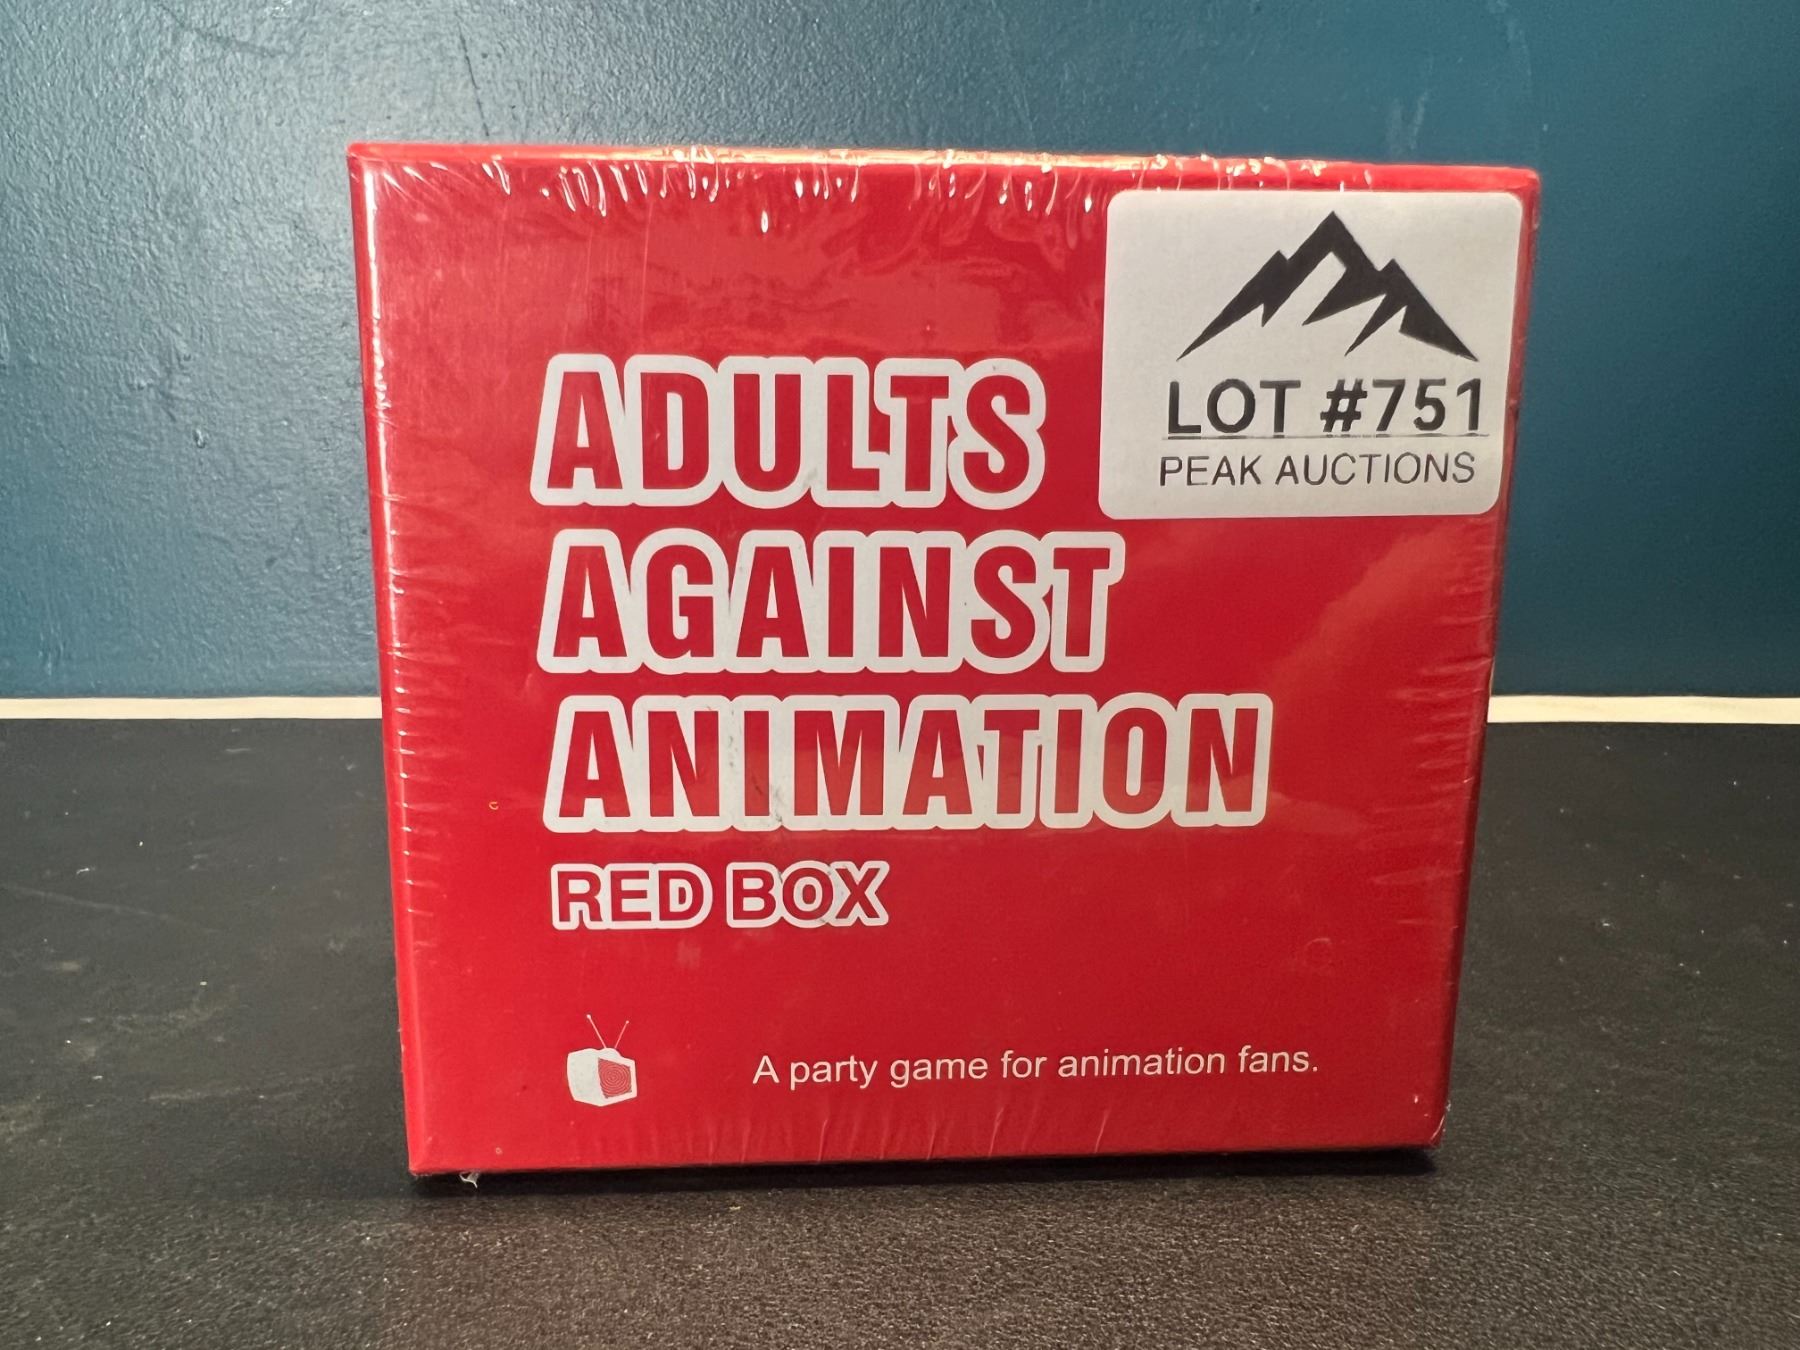 LOT #751
PEAK AUCTIONS
ADULTS
AGAINST
ANIMATION
RED BOX
A party game for animation fans.